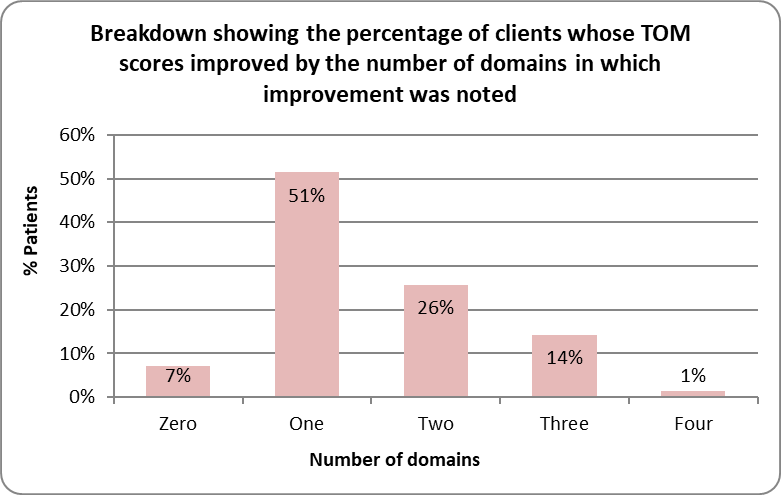 Breakdown showing the percentage of clients whose TOM
scores improved by the number of domains in which
improvement was noted
60%
50%
40%
30%
20%
10%
0%
% Patients
7%
51%
26%
14%
1%
Zero One Two Three Four
Number of domains